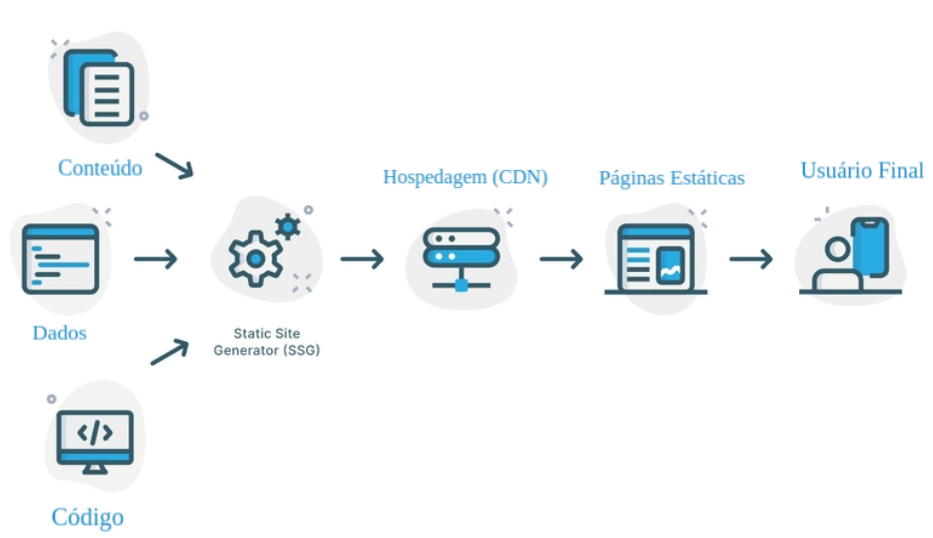 Conteúdo
Hospedagem (CDN)
Páginas Estáticas
Usuário Final
Dados
Static Site
Generator (SSG)
Código